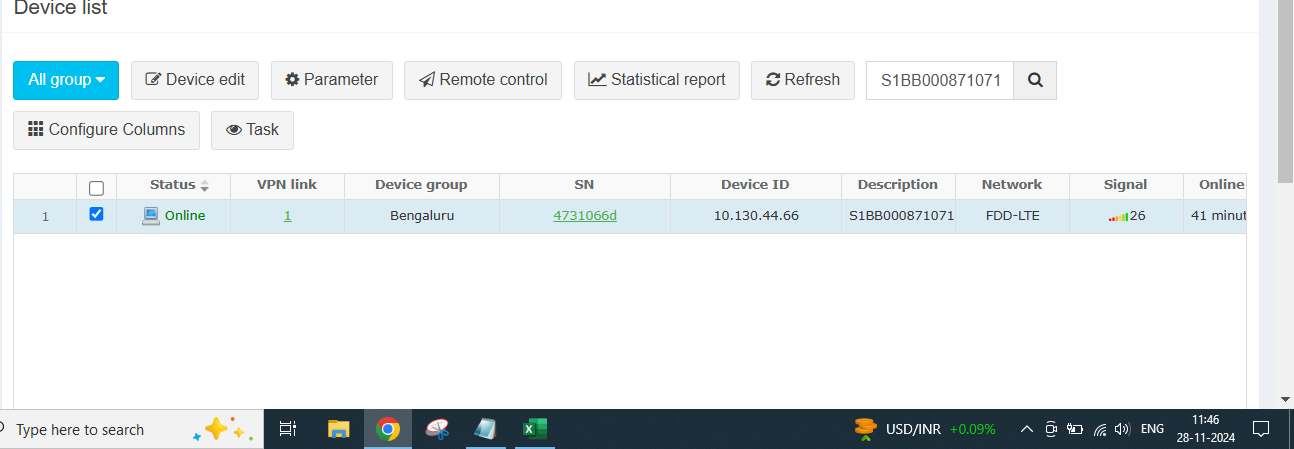 Device list
All group Device edit Parameter Remote control Statistical report Refresh S1BB000871071
Configure Columns Task
Status VPN link Device group SN Device ID Description Network Signal Online
1 Online 1 Bengaluru 4731066d 10.130.44.66 S1BB000871071 FDD-LTE 26 41 minut
Type here to search USD/INR +0.09% ENG 11:46
28-11-2024